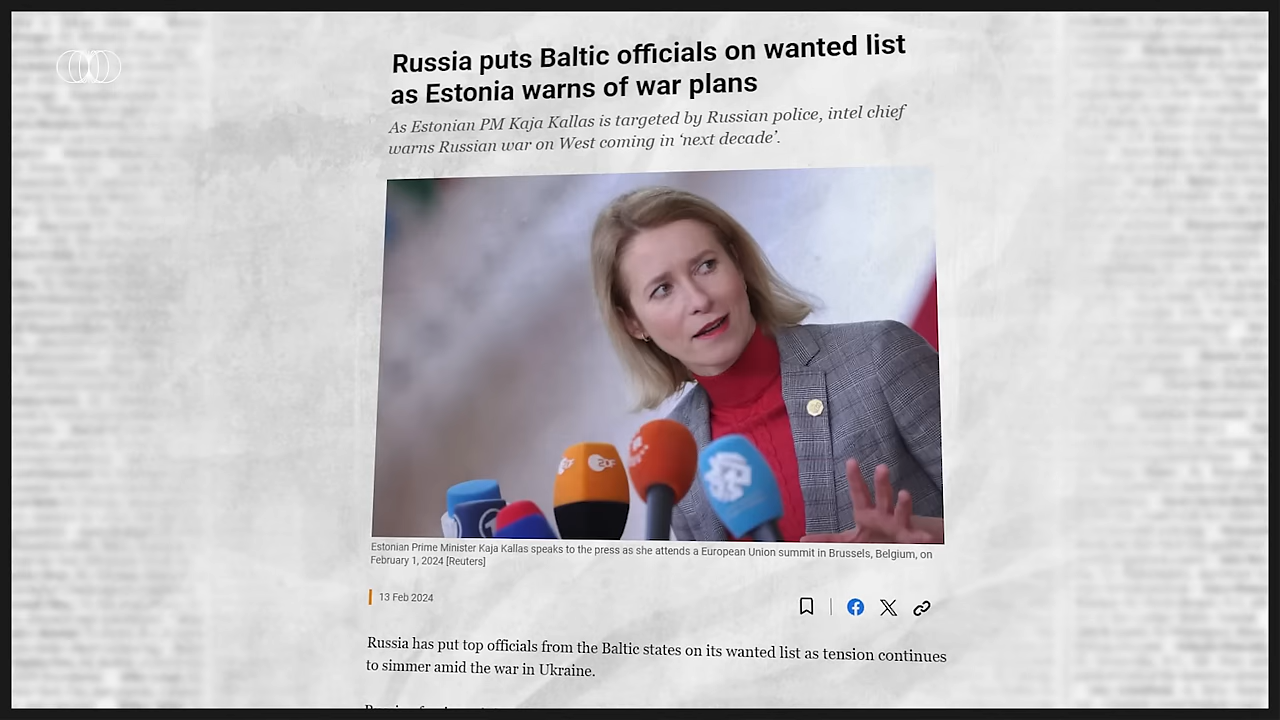 Russia puts Baltic officials on wanted list
as Estonia warns of war plans
As Estonian PM Kaja Kallas is targeted by Russian police, intel chief
warns Russian war on West coming in ‘next decade’.
ZDF
ZDF
1
Estonian Prime Minister Kaja Kallas speaks to the press as she attends a European Union summit in Brussels, Belgium, on
February 1, 2024 [Reuters]
13 Feb 2024
Russia has put top officials from the Baltic states on its wanted list as tension continues
to simmer amid the war in Ukraine.